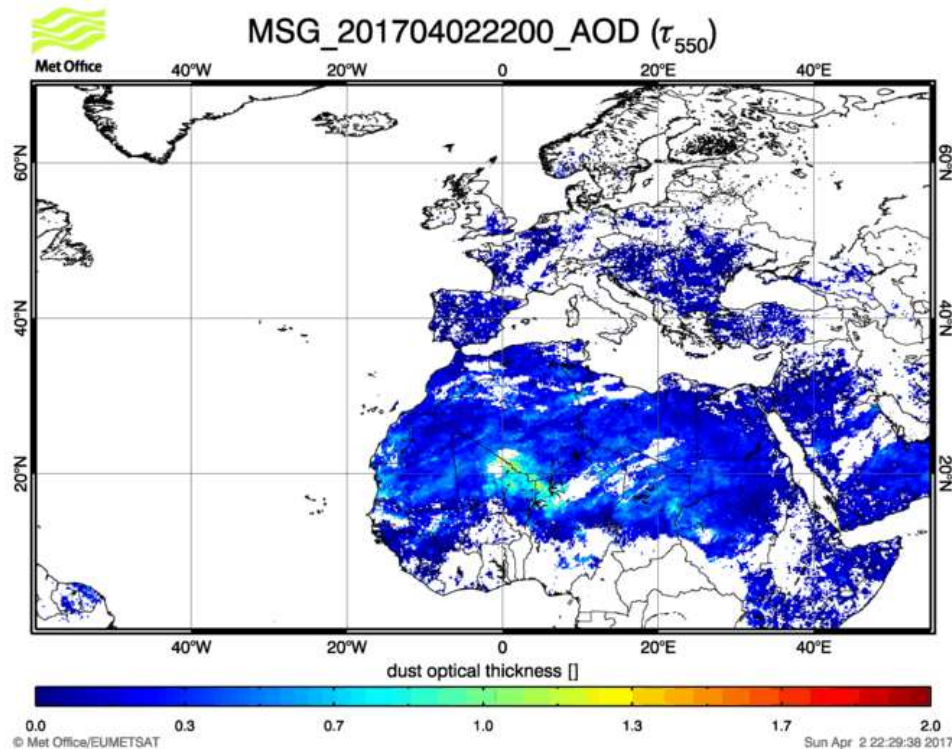 MSG_201704022200_AOD (τ550)
Met Office
40°W 20°W 0 20°E 40°E
60°N 60°N
40°N 40°N
20°N 20°N
40°W 20°W 0 20°E 40°E
dust optical thickness []
0.0 0.3 0.7 1.0 1.3 1.7 2.0
© Met Office/EUMETSAT Sun Apr 2 22:29:38 2017